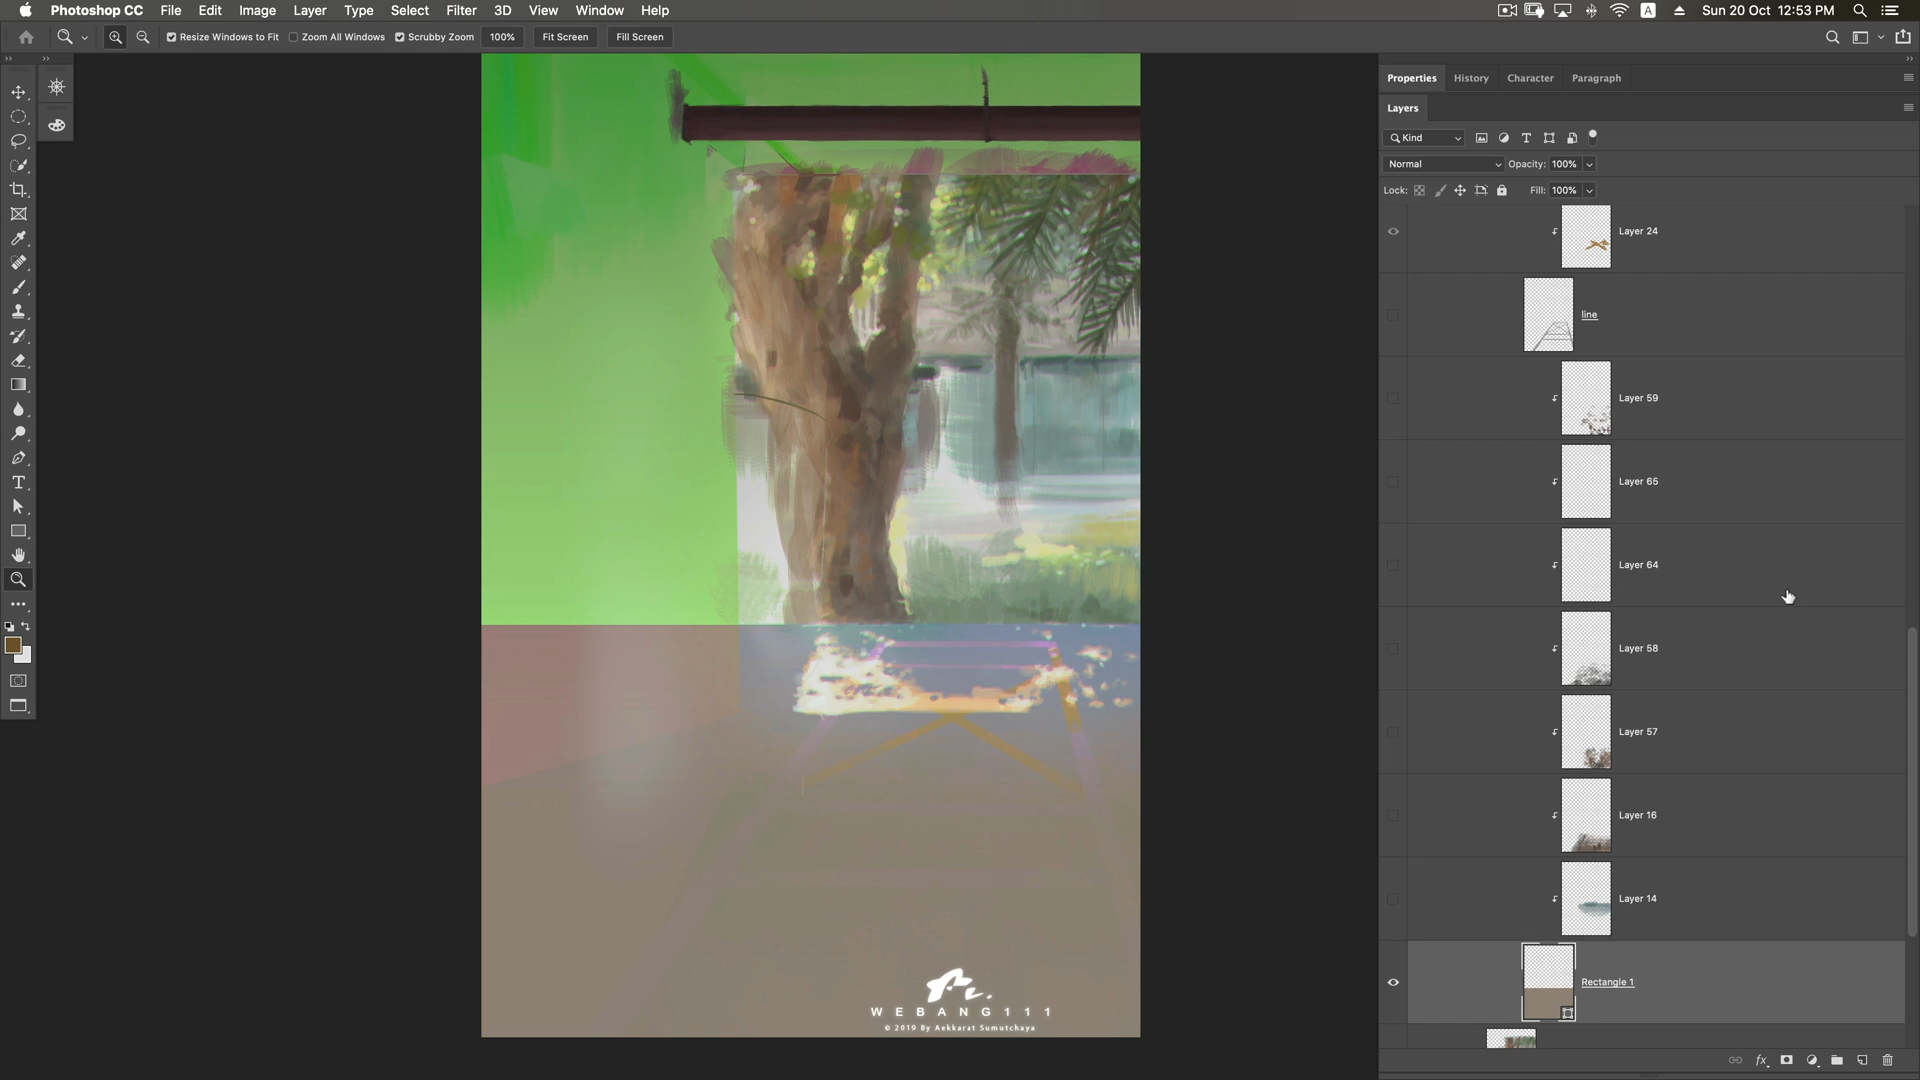 Photoshop CC File Edit Image Layer Type Select Filter 3D View Window Help A Sun 20 Oct 12:53 PM
Resize Windows to Fit Zoom All Windows Scrubby Zoom 100% Fit Screen Fill Screen
Properties History Character Paragraph
Layers
Kind
Normal Opacity: 100%
Lock: Fill: 100%
Layer 24
line
Layer 59
Layer 65
Layer 64
Layer 58
Layer 57
Layer 16
Layer 14
Rectangle 1
WEBANG111
© 2019 By Aekkarat Sumutchaya